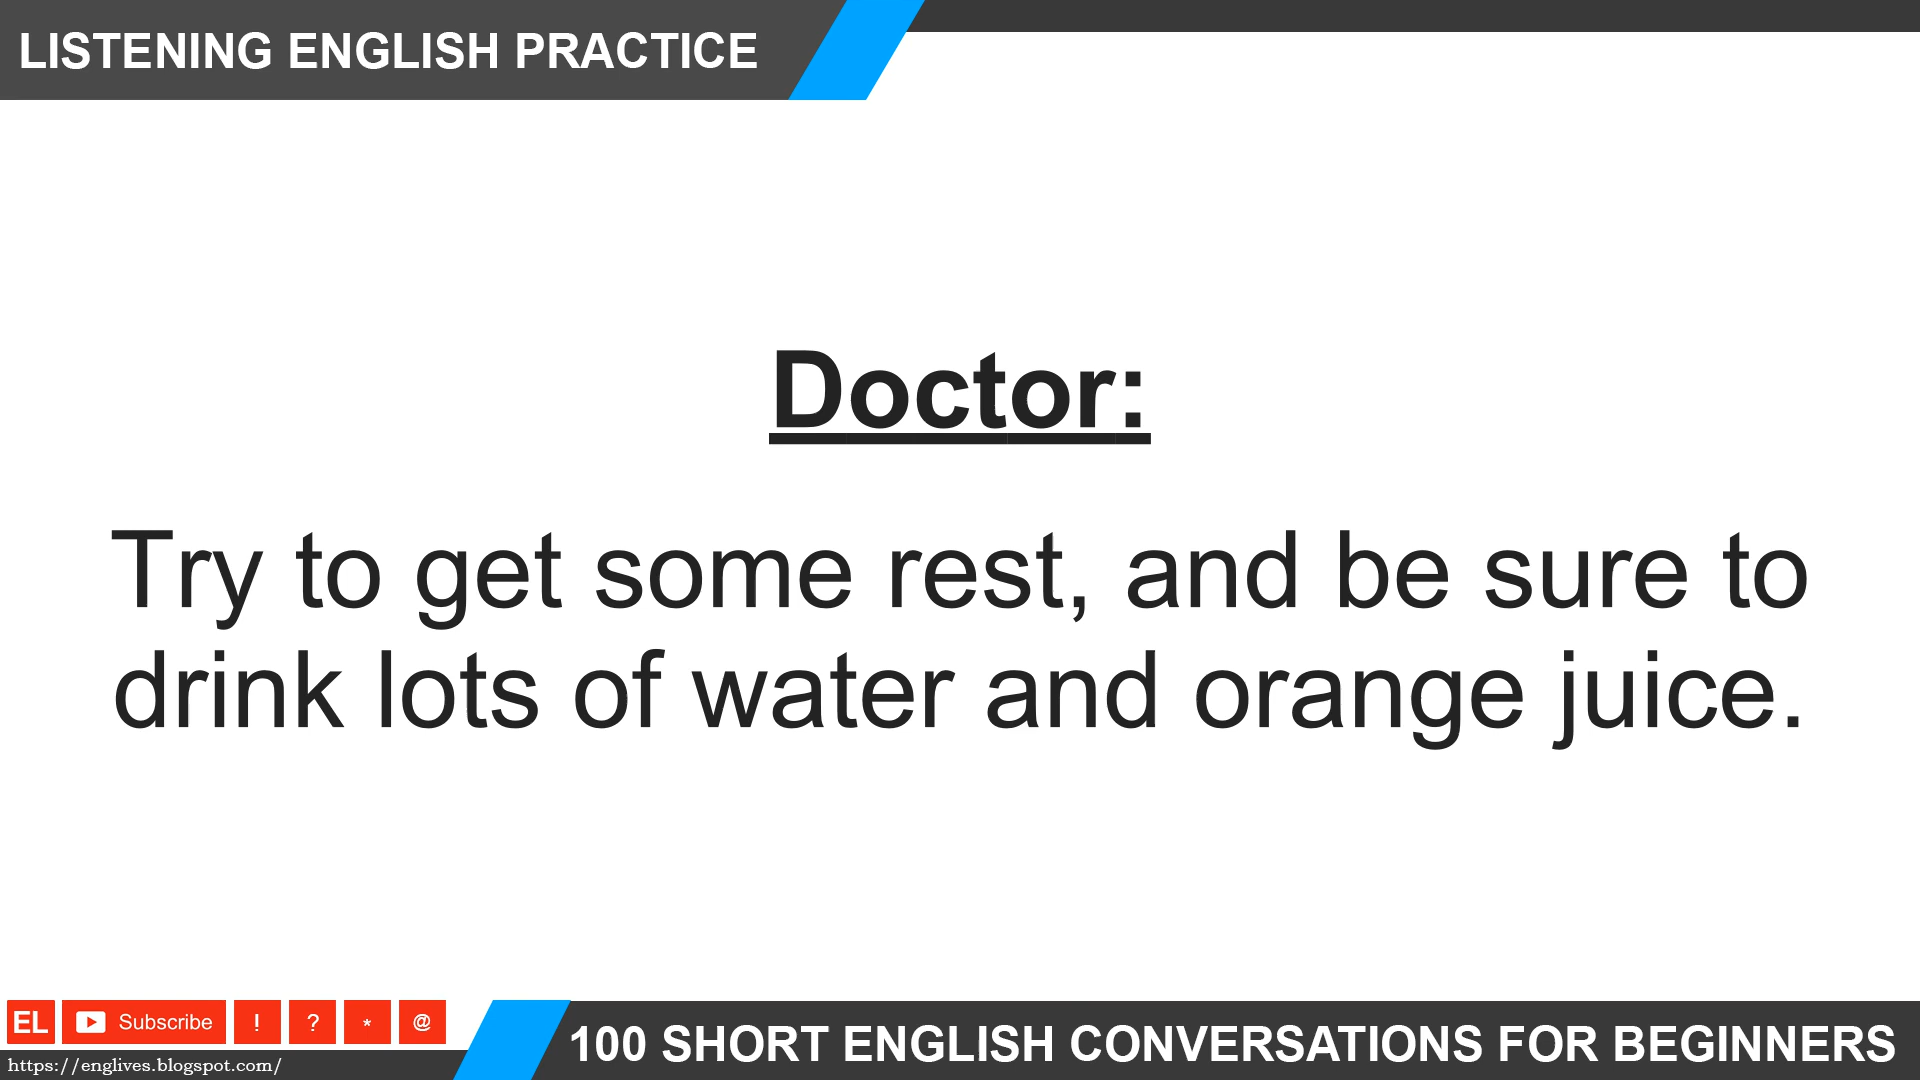 LISTENING ENGLISH PRACTICE
Doctor:
Try to get some rest, and be sure to
drink lots of water and orange juice.
EL Subscribe ! ? * @
https://englives.blogspot.com/
100 SHORT ENGLISH CONVERSATIONS FOR BEGINNERS